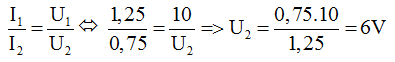 I₁/I₂ = U₁/U₂ ⇔ 1,25/0,75 = 10/U₂ => U₂ = 0,75.10/1,25 = 6V